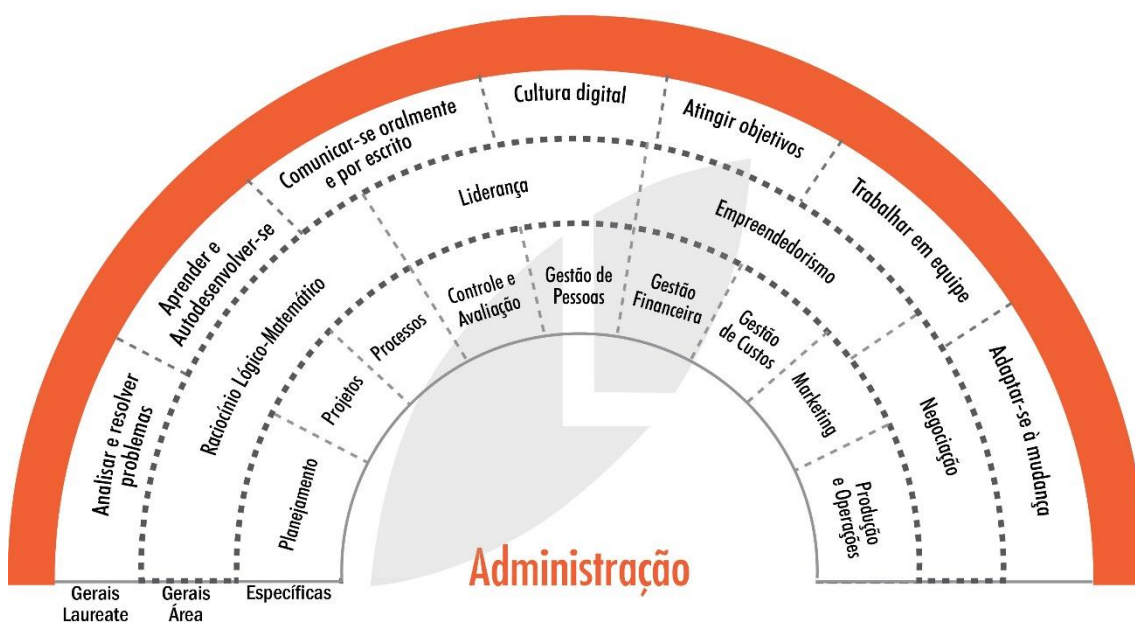 Analisar e resolver
problemas
Aprender e
Autodesenvolver-se
Comunicar-se oralmente
e por escrito
Cultura digital
Atingir objetivos
Trabalhar em equipe
Adaptar-se à mudança
Raciocínio Lógico-Matemático
Liderança
Empreendedorismo
Negociação
Planejamento
Projetos
Processos
Controle e
Avaliação
Gestão de
Pessoas
Gestão
Financeira
Gestão
de Custos
Marketing
Produção
e Operações
Administração
Gerais
Laureate
Gerais
Área
Específicas